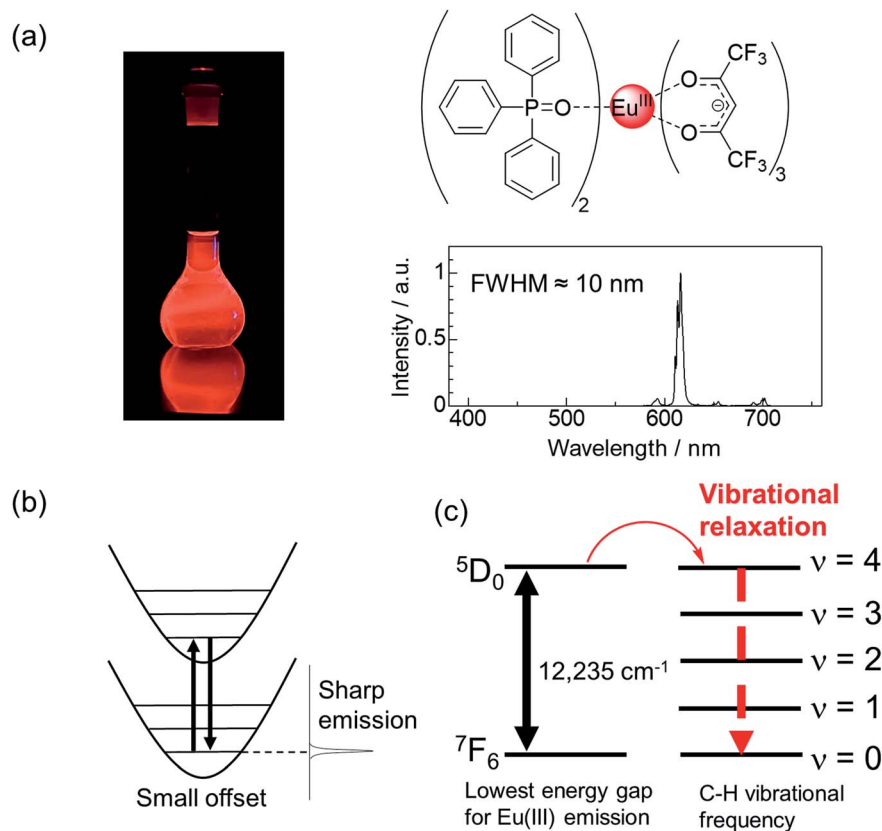 (a)
P=O
2
Eu^III
O
O
⊖
CF3
CF3
3
FWHM ≈ 10 nm
Intensity / a.u.
1
0.5
0
400
500
600
700
Wavelength / nm
(b)
Sharp
emission
Small offset
(c)
Vibrational
relaxation
⁵D₀
12,235 cm⁻¹
⁷F₆
ν = 4
ν = 3
ν = 2
ν = 1
ν = 0
Lowest energy gap
for Eu(III) emission
C-H vibrational
frequency